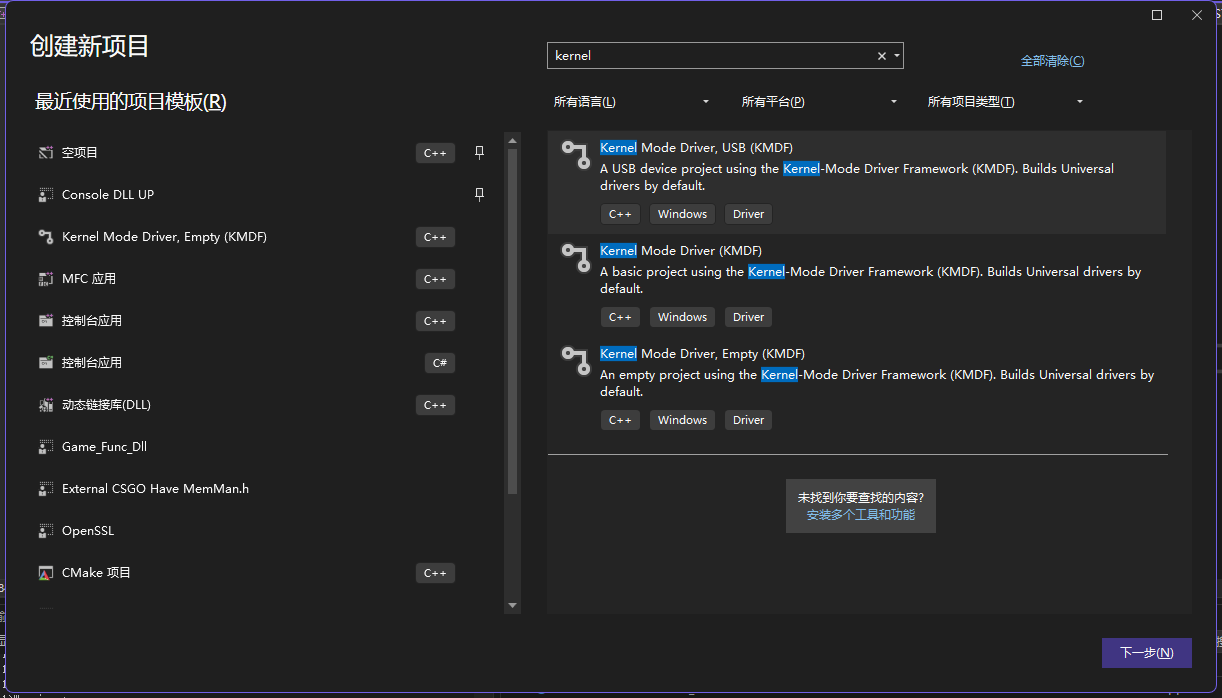 创建新项目
kernel
全部清除(C)
最近使用的项目模板(R)
所有语言(L)
所有平台(P)
所有项目类型(T)
空项目
C++
Console DLL UP
Kernel Mode Driver, Empty (KMDF)
C++
MFC 应用
C++
控制台应用
C++
控制台应用
C#
动态链接库(DLL)
C++
Game_Func_Dll
External CSGO Have MemMan.h
OpenSSL
CMake 项目
C++
Kernel Mode Driver, USB (KMDF)
A USB device project using the Kernel-Mode Driver Framework (KMDF). Builds Universal
drivers by default.
C++ Windows Driver
Kernel Mode Driver (KMDF)
A basic project using the Kernel-Mode Driver Framework (KMDF). Builds Universal drivers by
default.
C++ Windows Driver
Kernel Mode Driver, Empty (KMDF)
An empty project using the Kernel-Mode Driver Framework (KMDF). Builds Universal drivers by
default.
C++ Windows Driver
未找到你要查找的内容?
安装多个工具和功能
下一步(N)